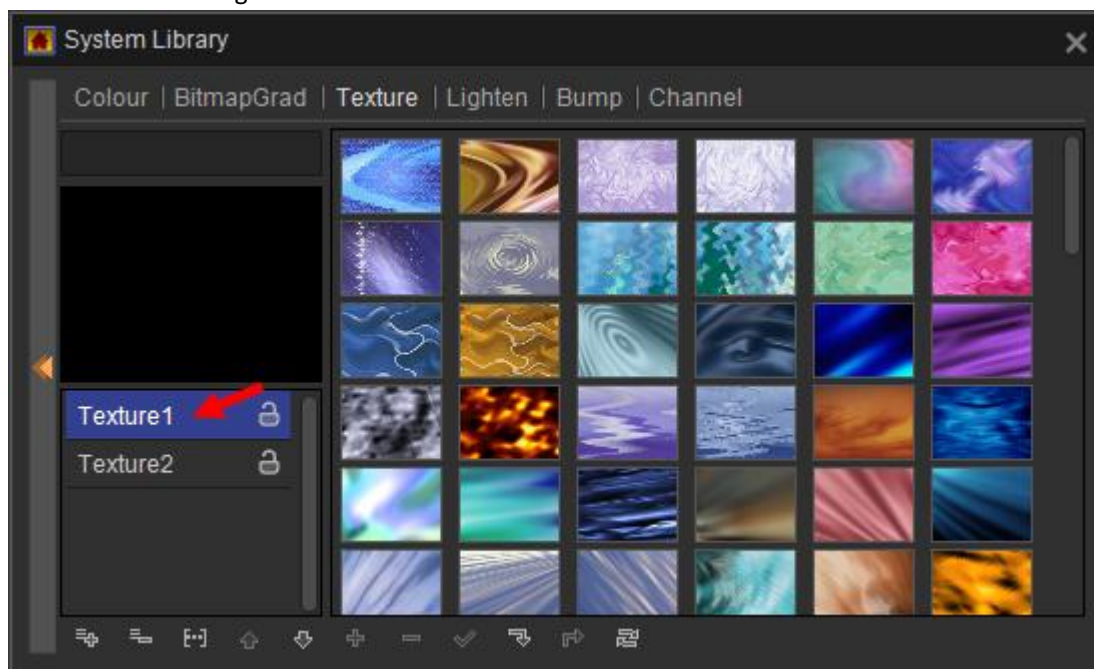 System Library
Colour | BitmapGrad | Texture | Lighten | Bump | Channel
Texture1
Texture2